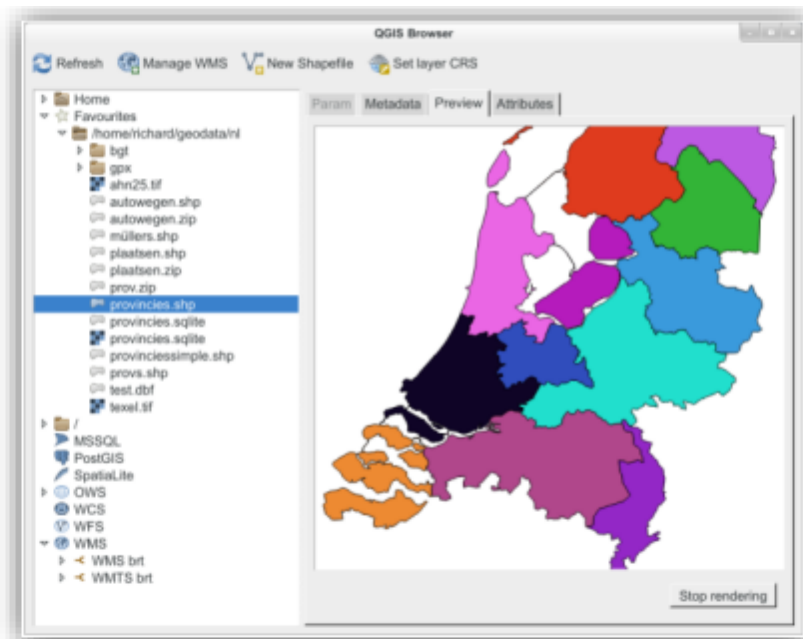 QGIS Browser
Refresh Manage WMS New Shapefile Set layer CRS
Home
Favourites
/home/richard/geodata/nl
bgt
gpx
ahn25.tif
autowegen.shp
autowegen.zip
müllers.shp
plaatsen.shp
plaatsen.zip
prov.zip
provincies.shp
provincies.sqlite
provincies.sqlite
provinciessimple.shp
provs.shp
test.dbf
texel.tif
/
MSSQL
PostGIS
SpatiaLite
OWS
WCS
WFS
WMS
WMS brt
WMTS brt
Param Metadata Preview Attributes
Stop rendering